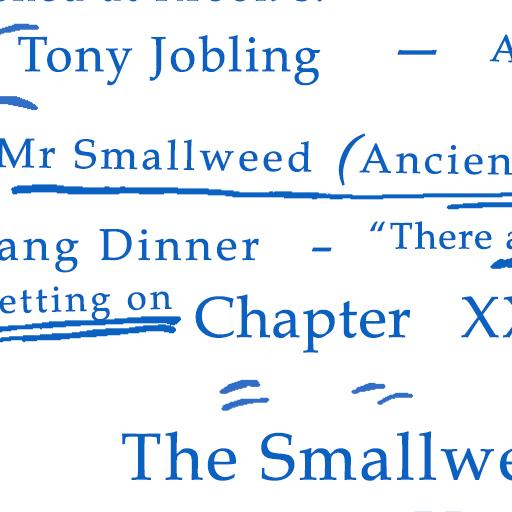 Tony Jobling — A
Mr Smallweed (Ancien
ang Dinner – "There a
etting on
Chapter XX
The Smallwe